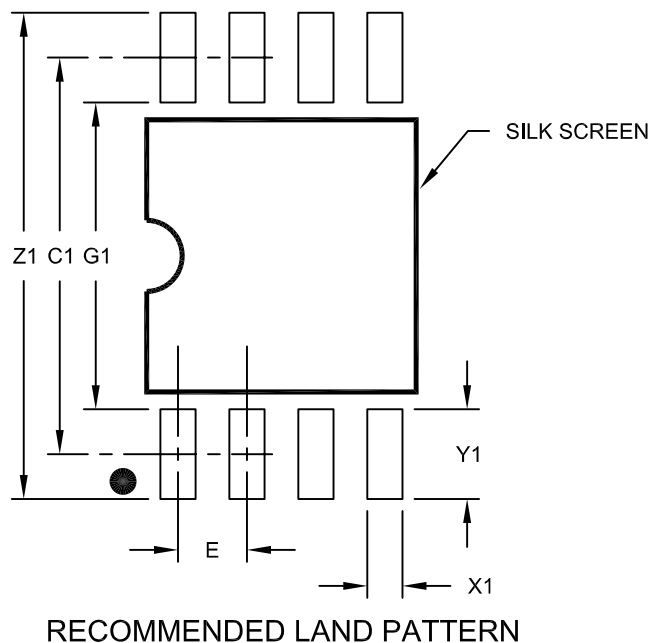 SILK SCREEN
Z1
C1
G1
Y1
E
X1
RECOMMENDED LAND PATTERN